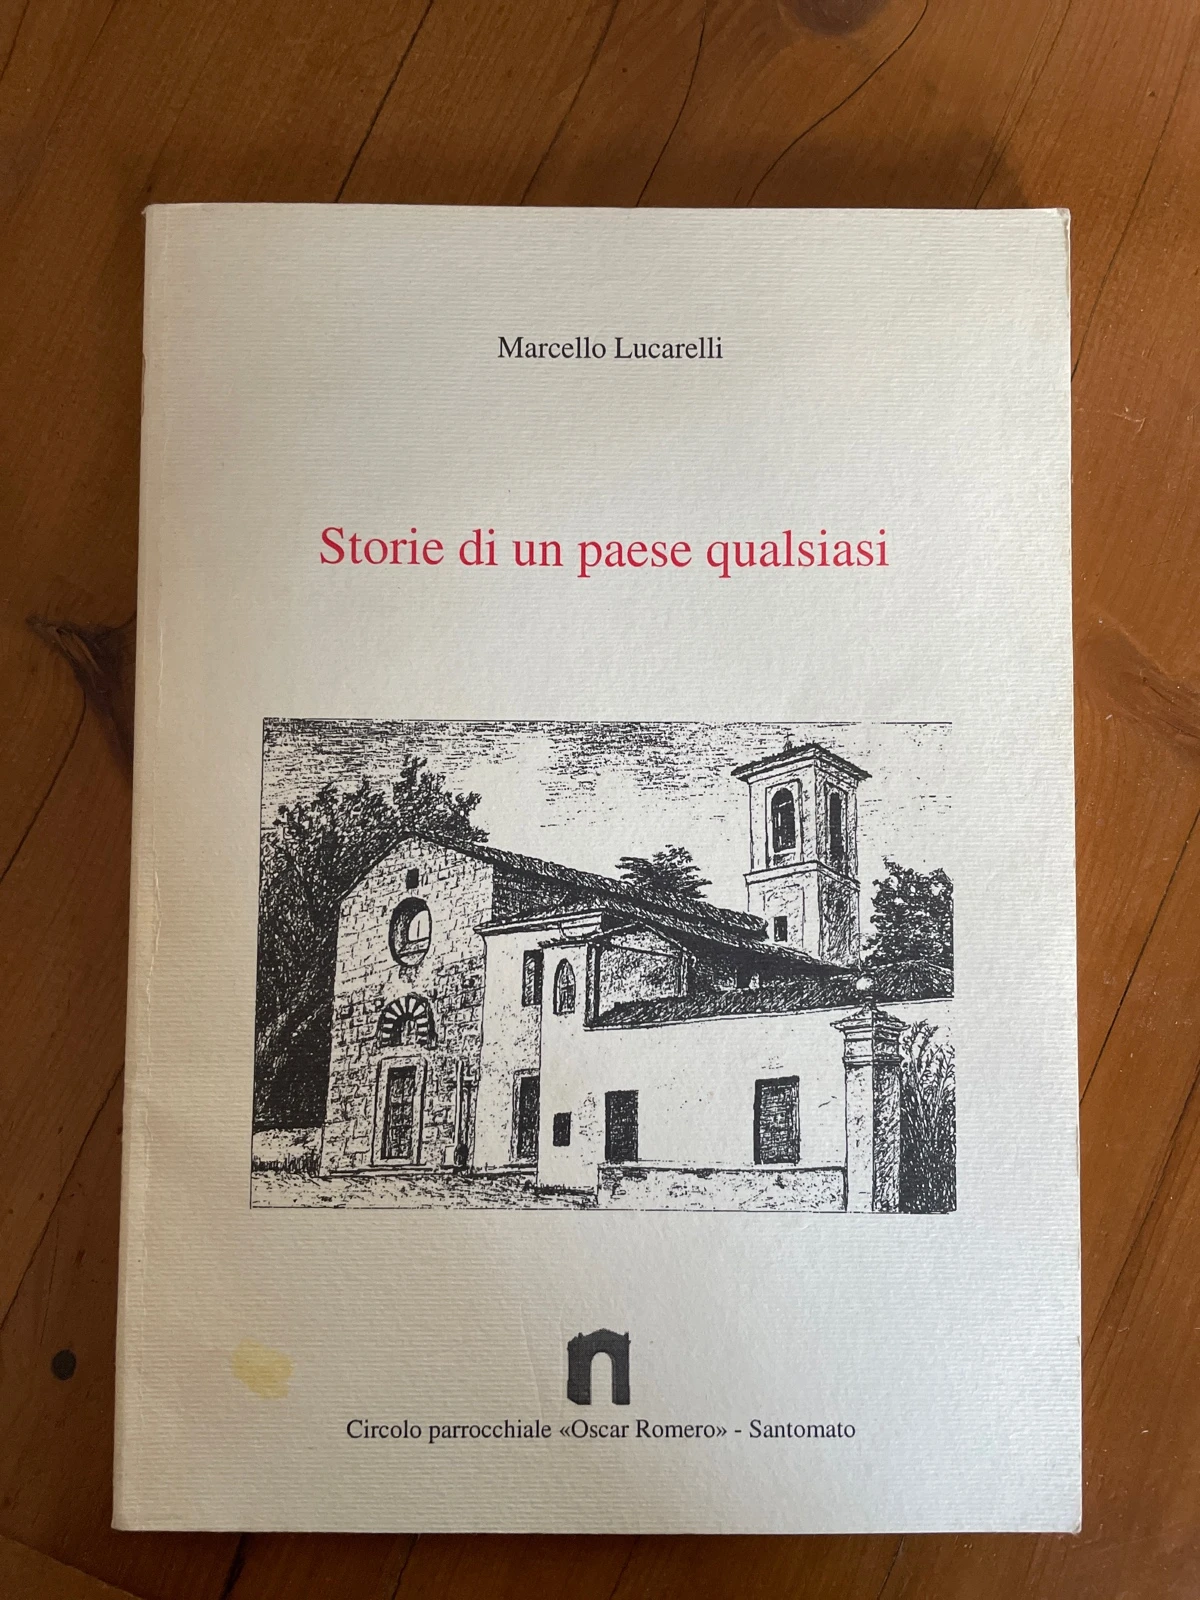 Marcello Lucarelli
Storie di un paese qualsiasi
Circolo parrocchiale «Oscar Romero» - Santomato